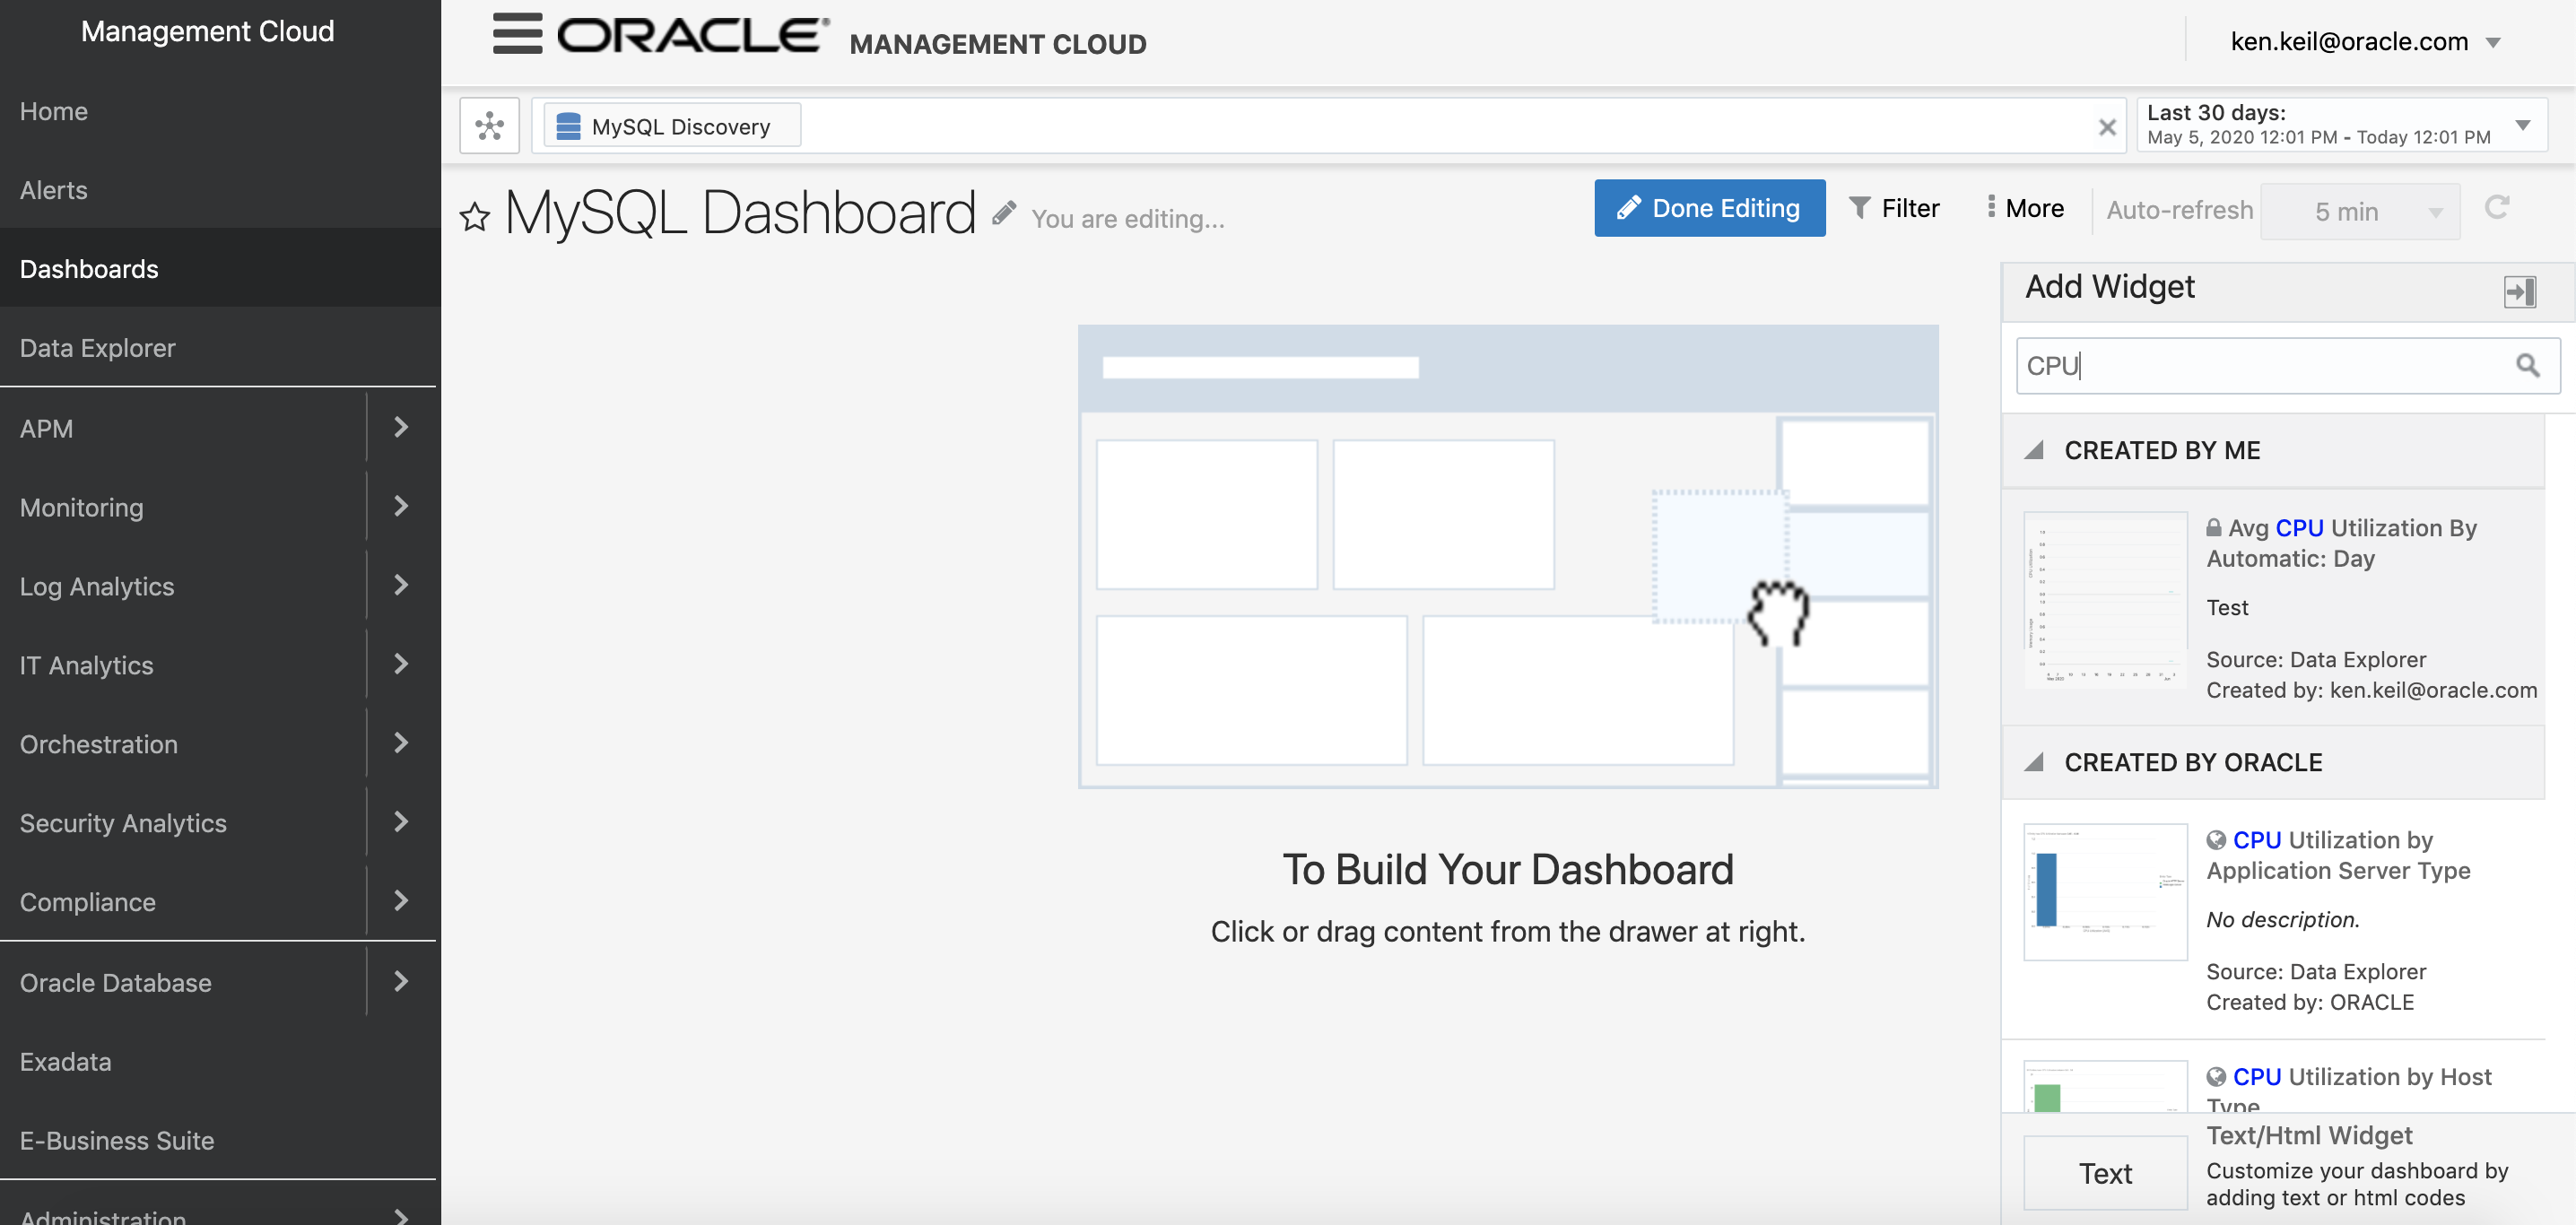 Management Cloud
Home
Alerts
Dashboards
Data Explorer
APM
Monitoring
Log Analytics
IT Analytics
Orchestration
Security Analytics
Compliance
Oracle Database
Exadata
E-Business Suite
Administration
ORACLE® MANAGEMENT CLOUD
ken.keil@oracle.com
MySQL Discovery
Last 30 days:
May 5, 2020 12:01 PM - Today 12:01 PM
MySQL Dashboard
You are editing...
Done Editing
Filter
More
Auto-refresh
5 min
To Build Your Dashboard
Click or drag content from the drawer at right.
Add Widget
CPU
CREATED BY ME
Avg CPU Utilization By
Automatic: Day
Test
Source: Data Explorer
Created by: ken.keil@oracle.com
CREATED BY ORACLE
CPU Utilization by
Application Server Type
No description.
Source: Data Explorer
Created by: ORACLE
CPU Utilization by Host
Type
Text
Text/Html Widget
Customize your dashboard by
adding text or html codes